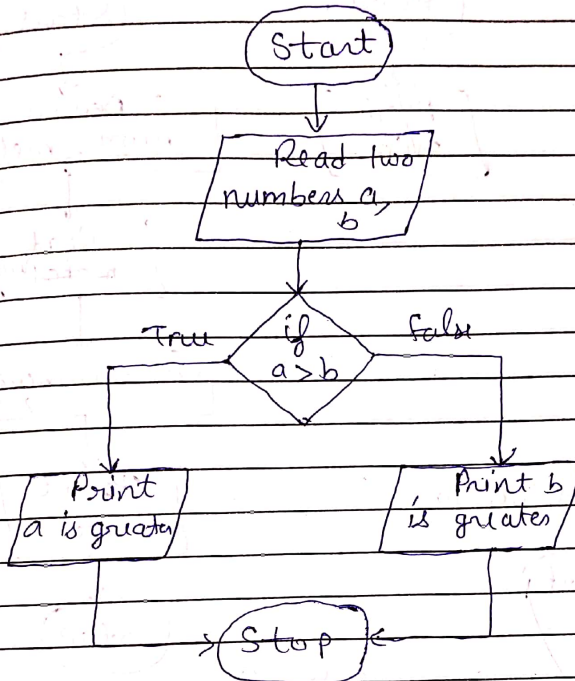 Start
Read two
numbers a,
b
if
a > b
True
false
Print
a is greater
Print b
is greater
Stop